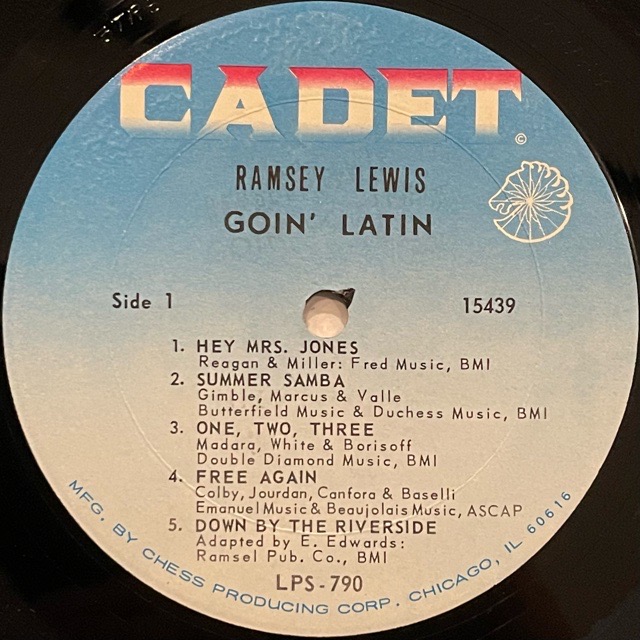 CADET
©
RAMSEY LEWIS
GOIN' LATIN
Side 1 15439
1. HEY MRS. JONES
Reagan & Miller: Fred Music, BMI
2. SUMMER SAMBA
Gimble, Marcus & Valle
Butterfield Music & Duchess Music, BMI
3. ONE, TWO, THREE
Madara, White & Borisoff
Double Diamond Music, BMI
4. FREE AGAIN
Colby, Jourdan, Canfora & Baselli
Emanuel Music & Beaujolais Music, ASCAP
5. DOWN BY THE RIVERSIDE
Adapted by E. Edwards:
Ramsel Pub. Co., BMI
LPS-790
MFG. BY CHESS PRODUCING CORP. CHICAGO, IL 60616